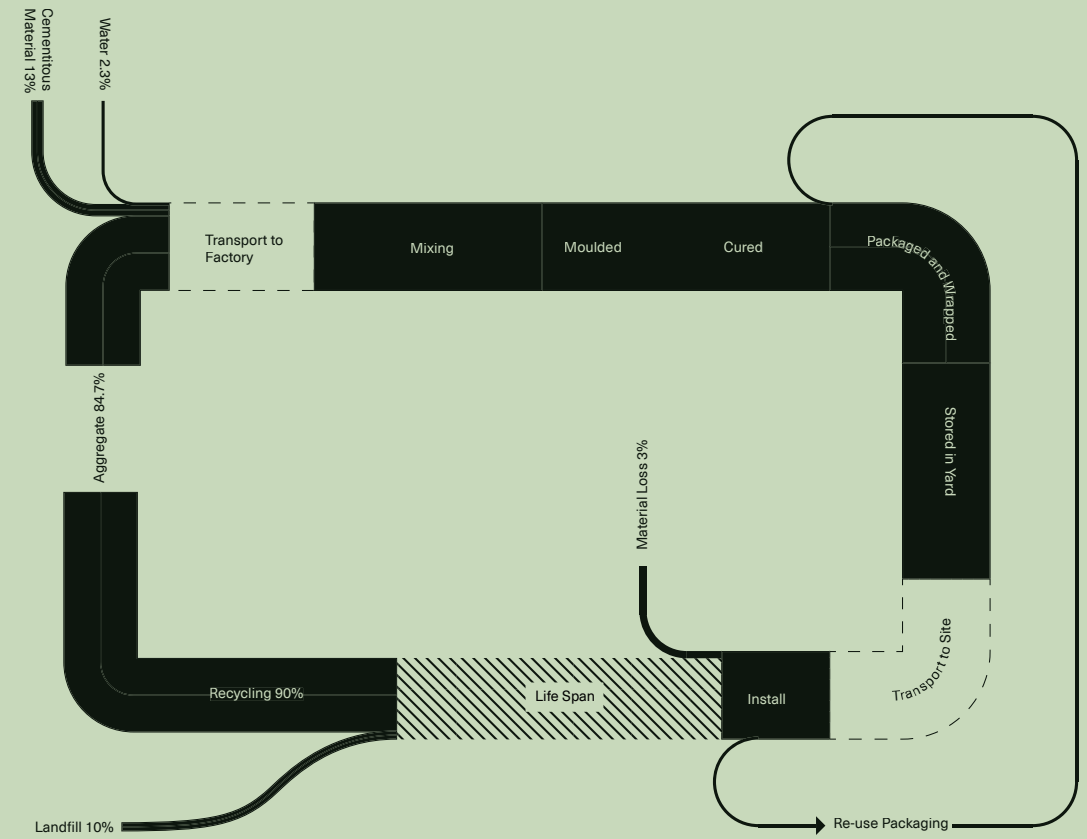 Cementitous
Material 13%
Water 2.3%
Transport to
Factory
Mixing
Moulded
Cured
Packaged and Wrapped
Stored in Yard
Transport to Site
Install
Material Loss 3%
Life Span
Recycling 90%
Aggregate 84.7%
Landfill 10%
Re-use Packaging